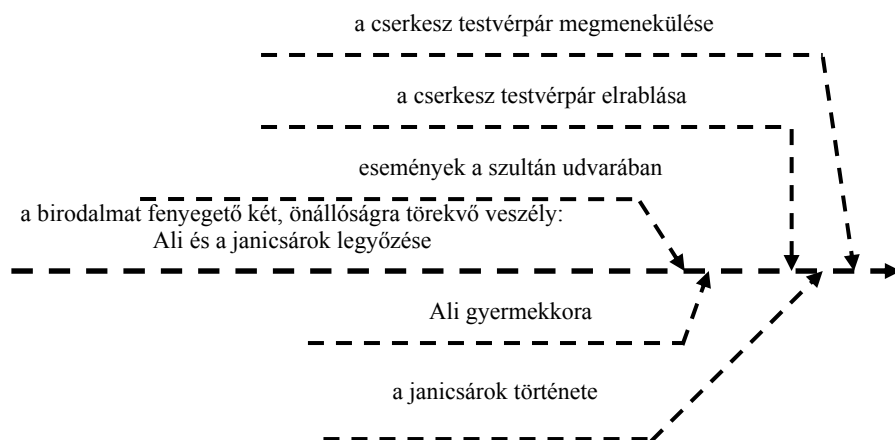 a cserkesz testvérpár megmenekülése
a cserkesz testvérpár elrablása
események a szultán udvarában
a birodalmat fenyegető két, önállóságra törekvő veszély:
Ali és a janicsárok legyőzése
Ali gyermekkora
a janicsárok története